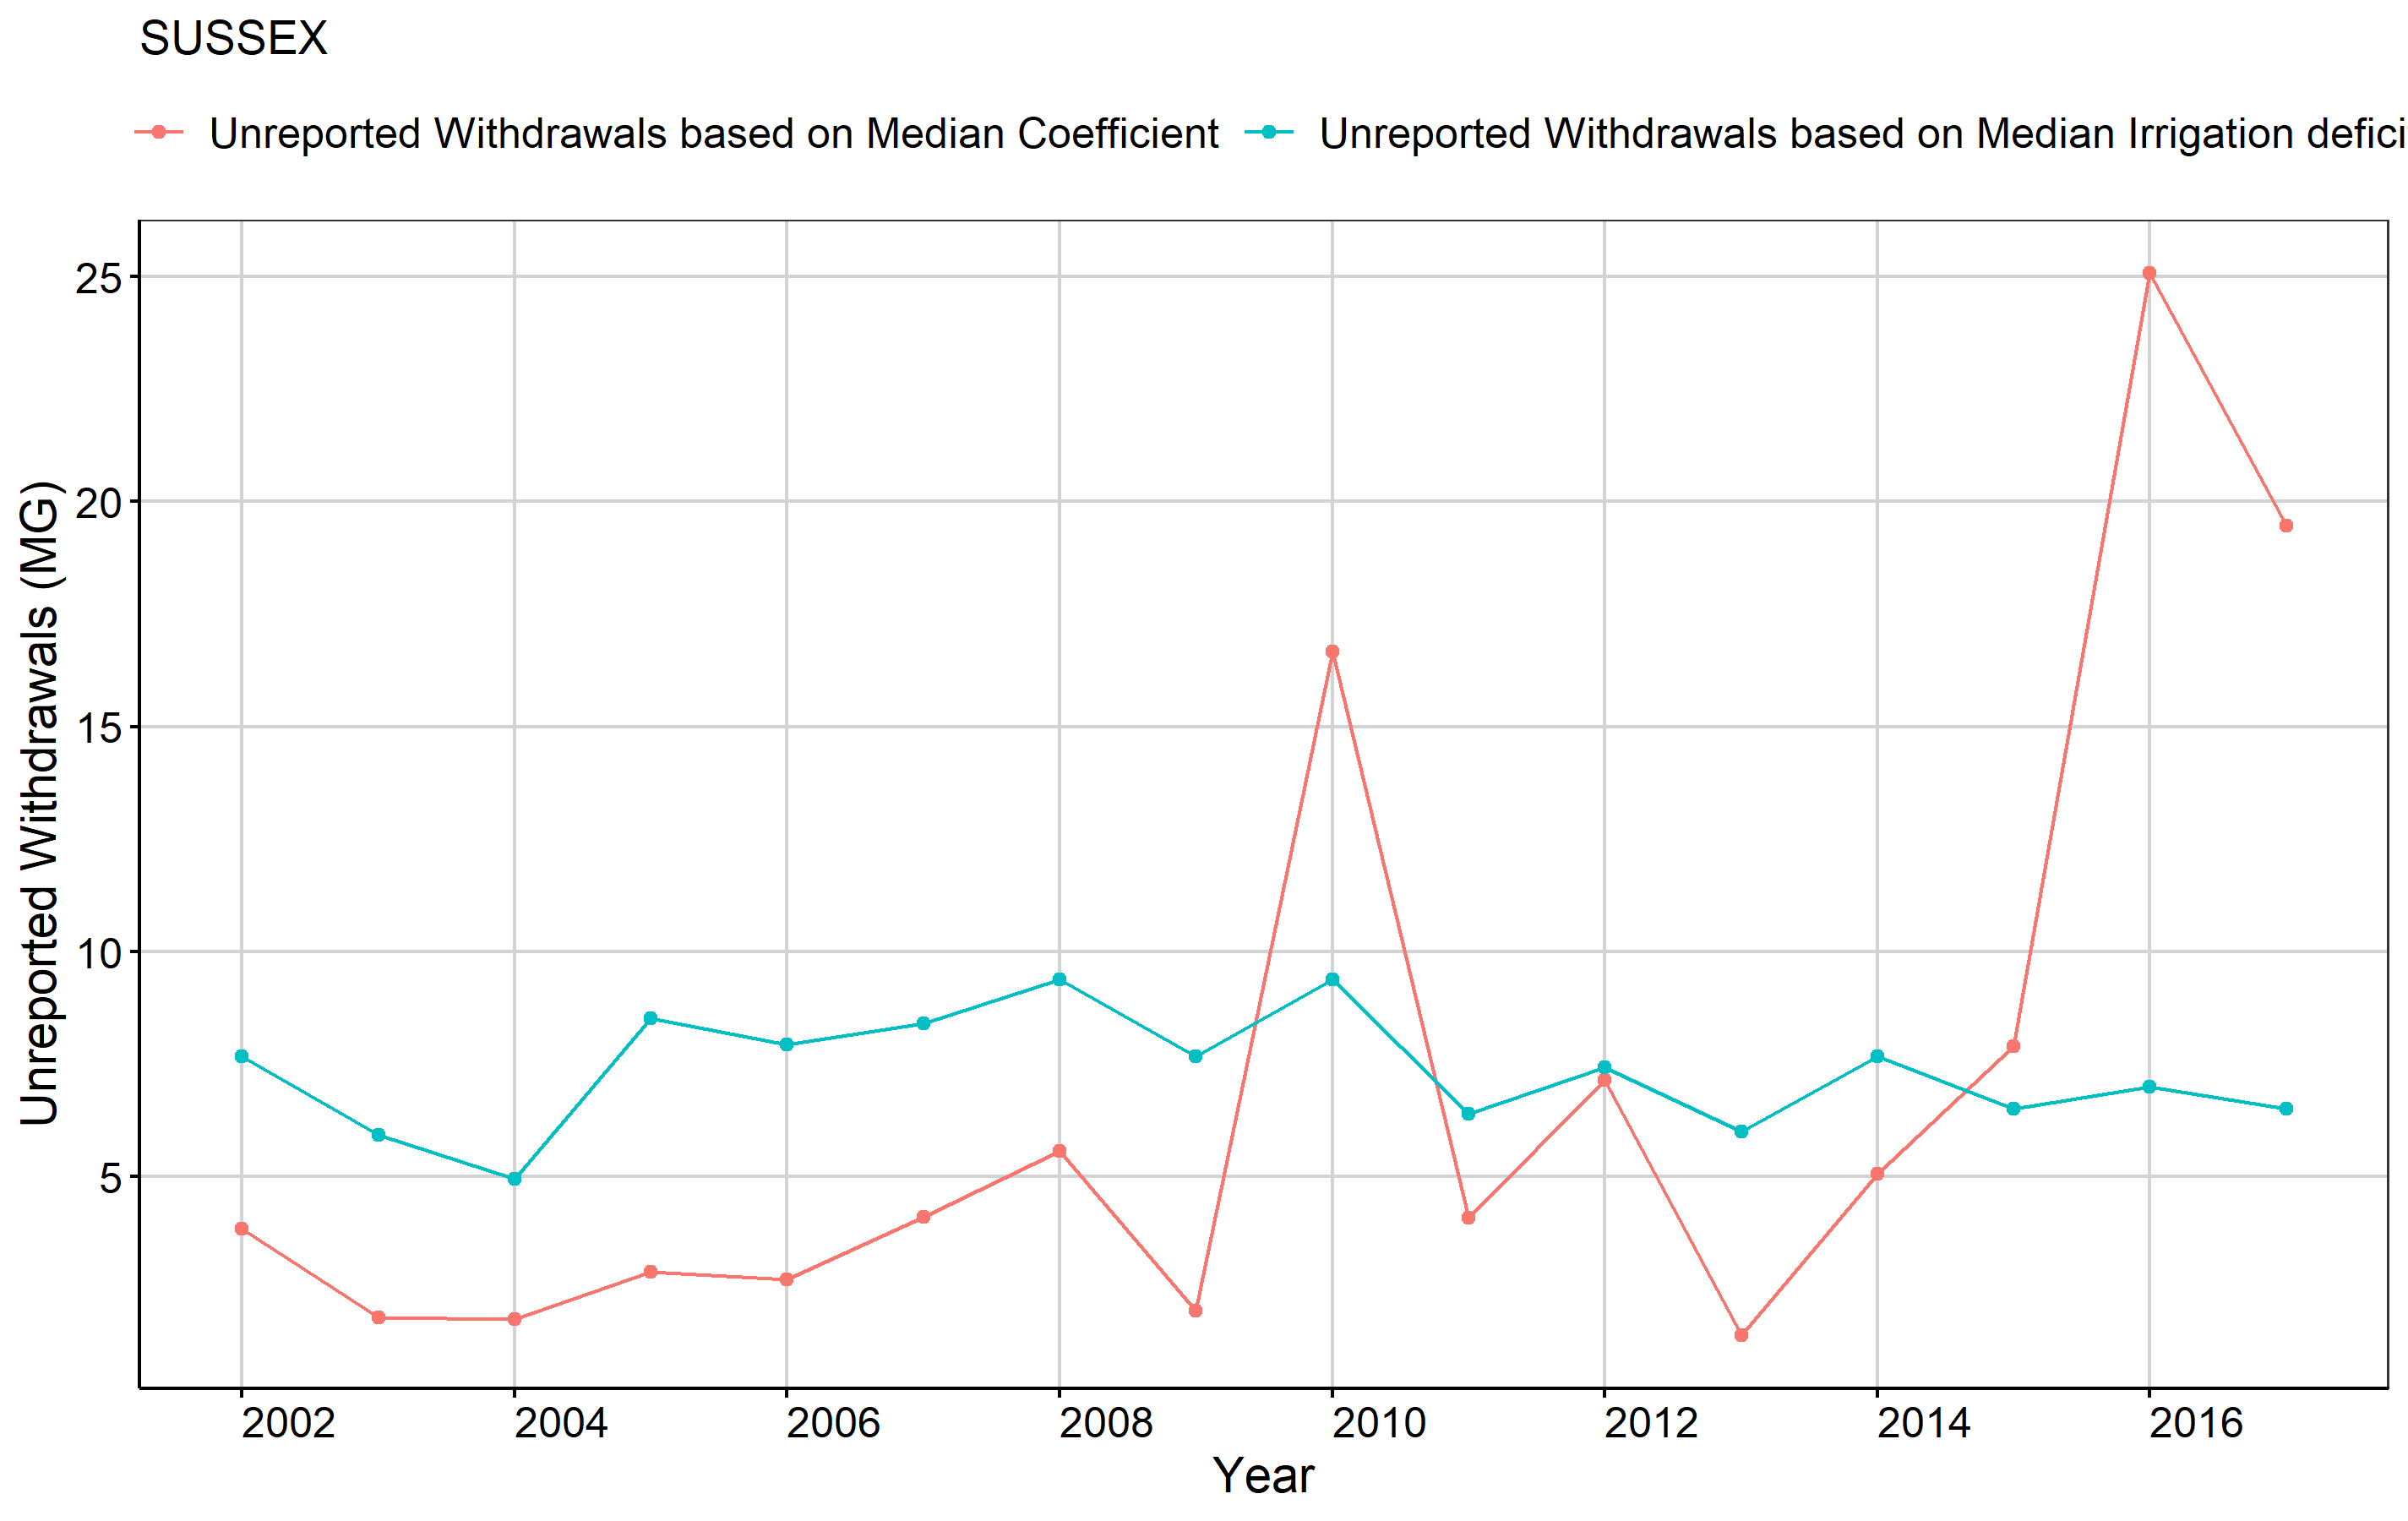 SUSSEX
Unreported Withdrawals based on Median Coefficient Unreported Withdrawals based on Median Irrigation defici
Unreported Withdrawals (MG)
25
20
15
10
5
2002 2004 2006 2008 2010 2012 2014 2016
Year